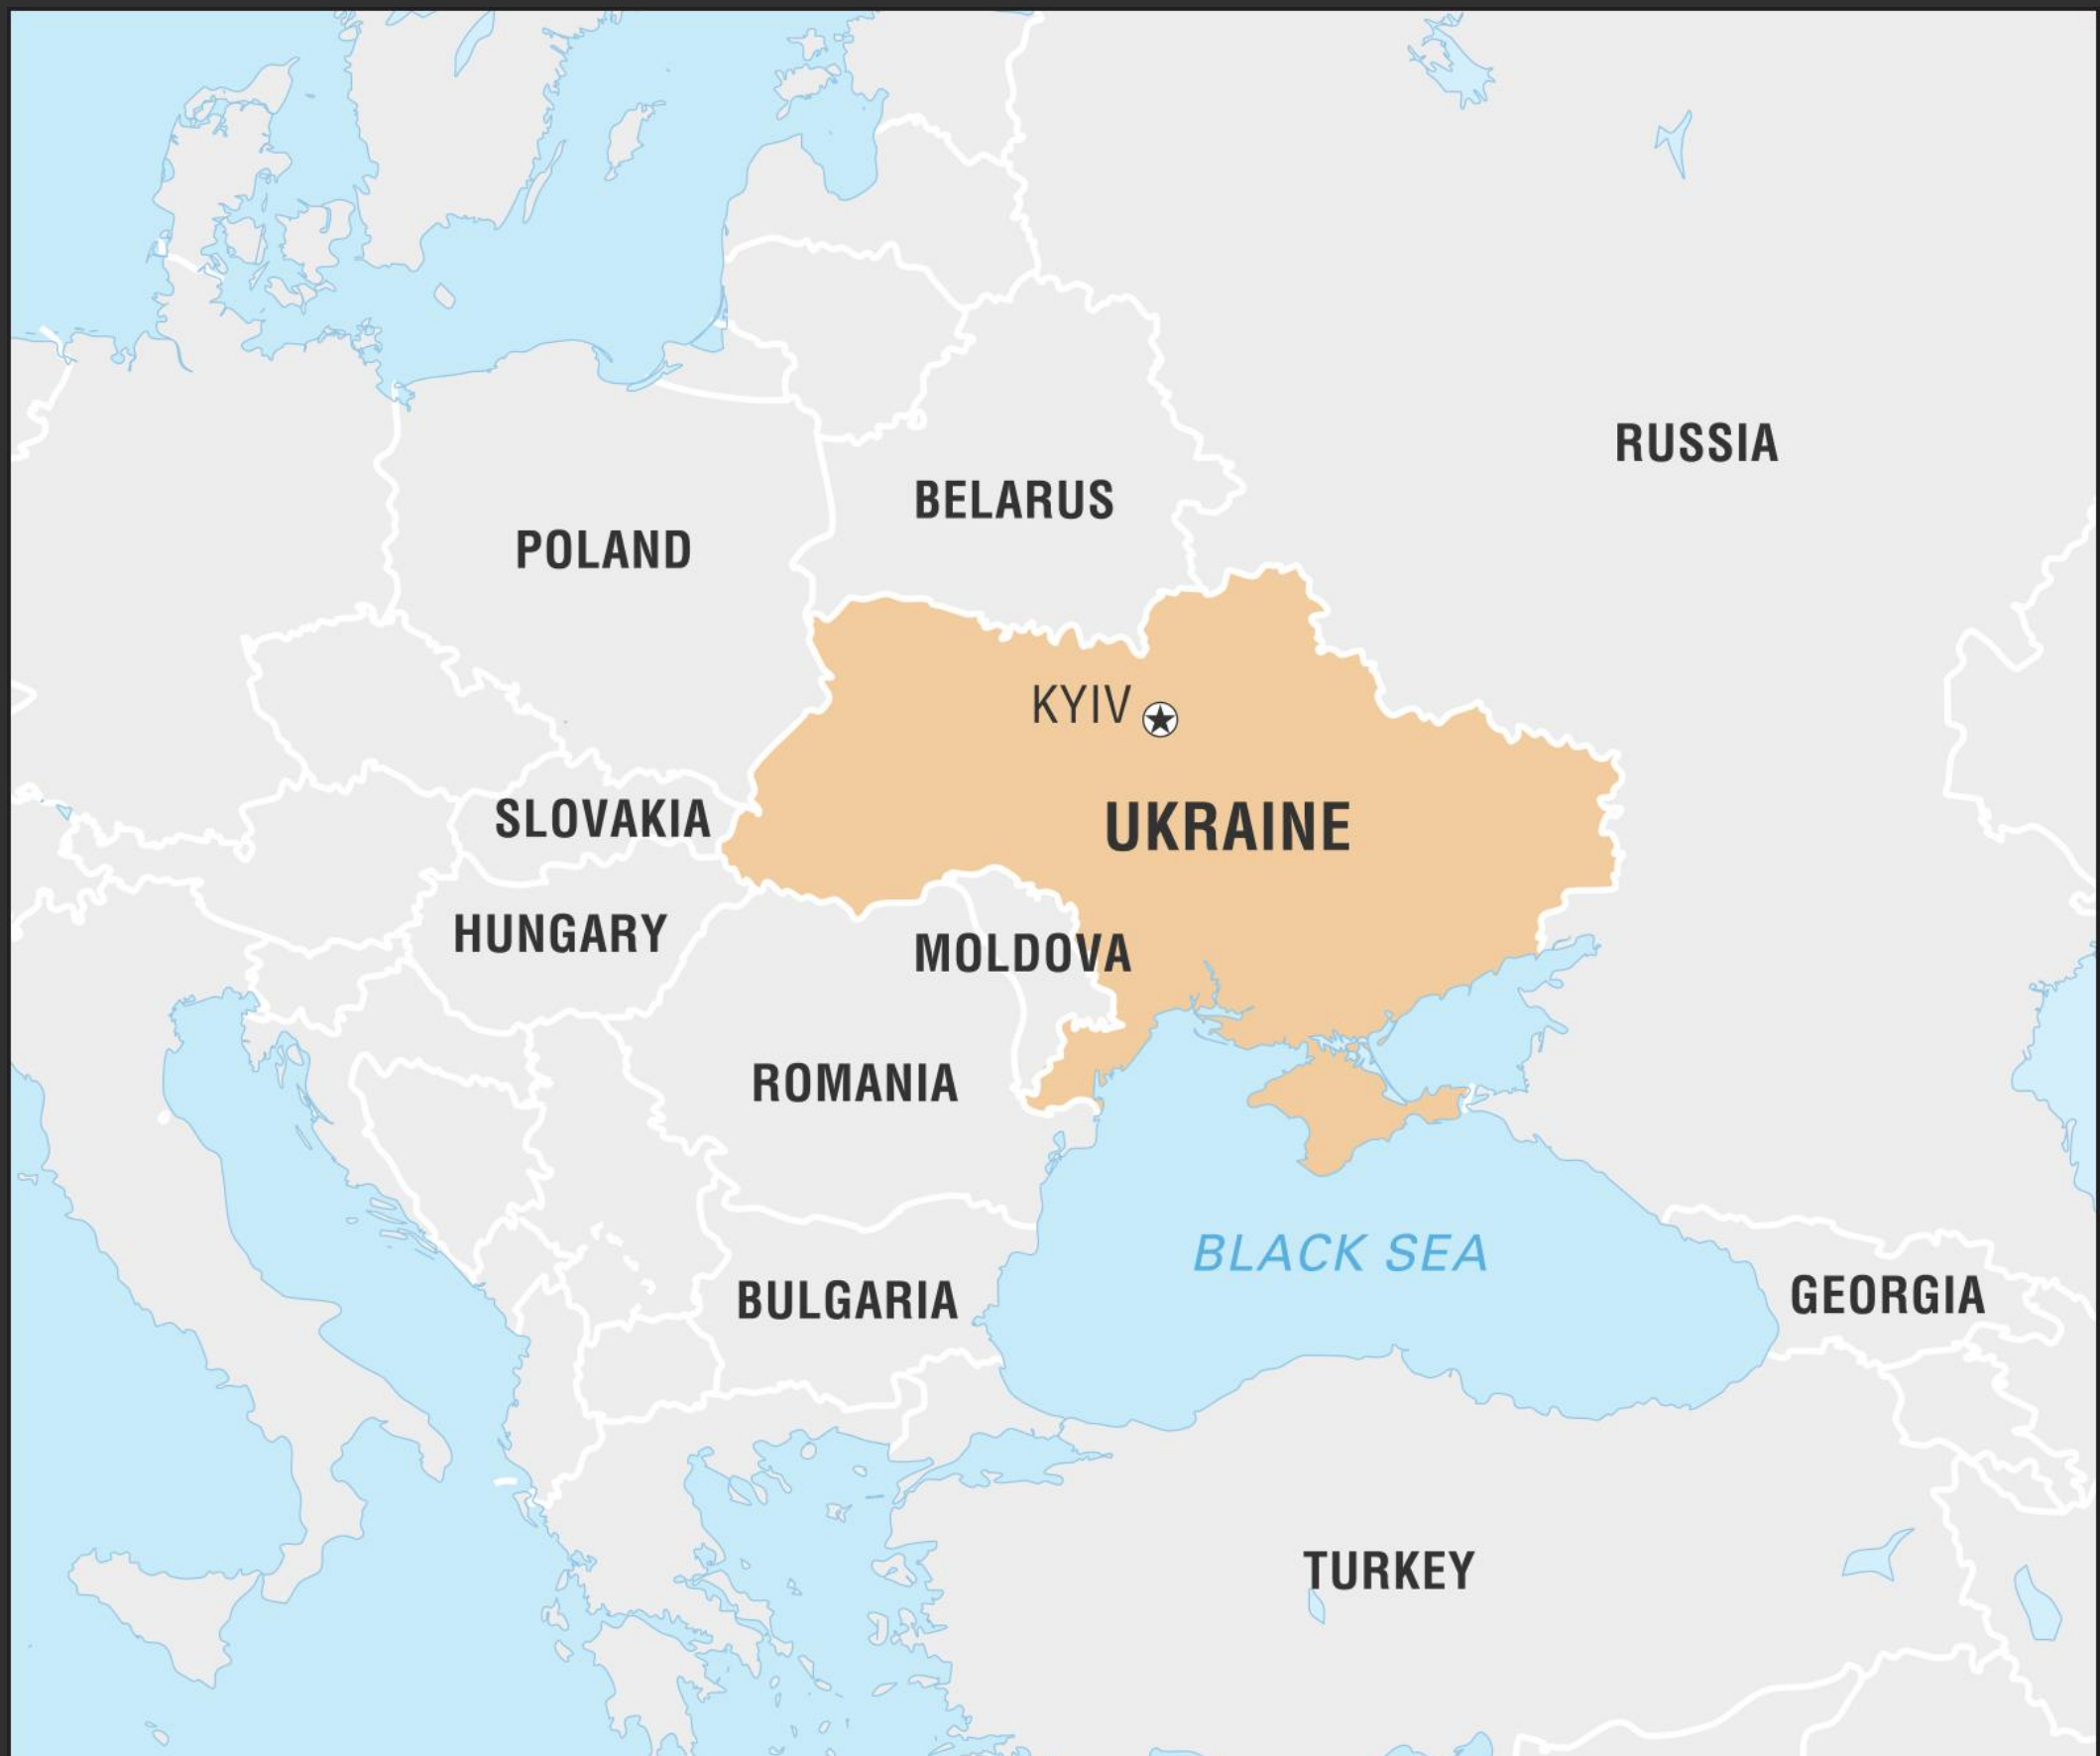 RUSSIA
BELARUS
POLAND
KYIV
SLOVAKIA
UKRAINE
HUNGARY
MOLDOVA
ROMANIA
BLACK SEA
BULGARIA
GEORGIA
TURKEY